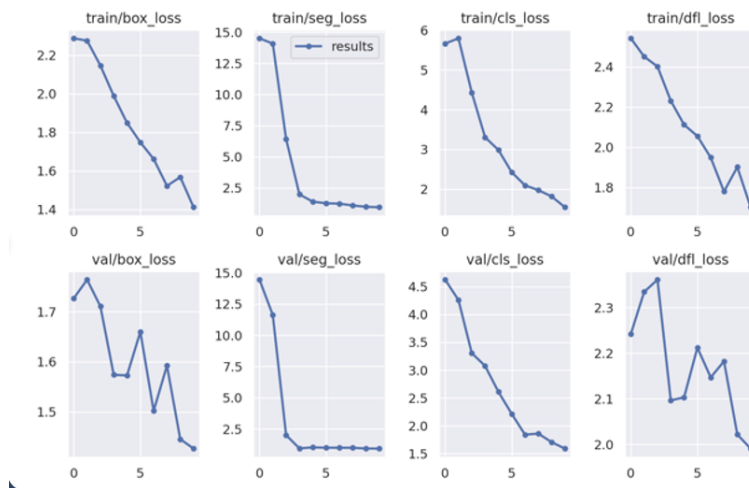 train/box_loss train/seg_loss train/cls_loss train/dfl_loss
2.2 2.0 1.8 1.6 1.4
15.0 12.5 10.0 7.5 5.0 2.5
results
6 5 4 3 2
2.4 2.2 2.0 1.8
0 5 0 5 0 5 0 5
val/box_loss val/seg_loss val/cls_loss val/dfl_loss
1.7 1.6 1.5
15.0 12.5 10.0 7.5 5.0 2.5
4.5 4.0 3.5 3.0 2.5 2.0 1.5
2.3 2.2 2.1 2.0
0 5 0 5 0 5 0 5